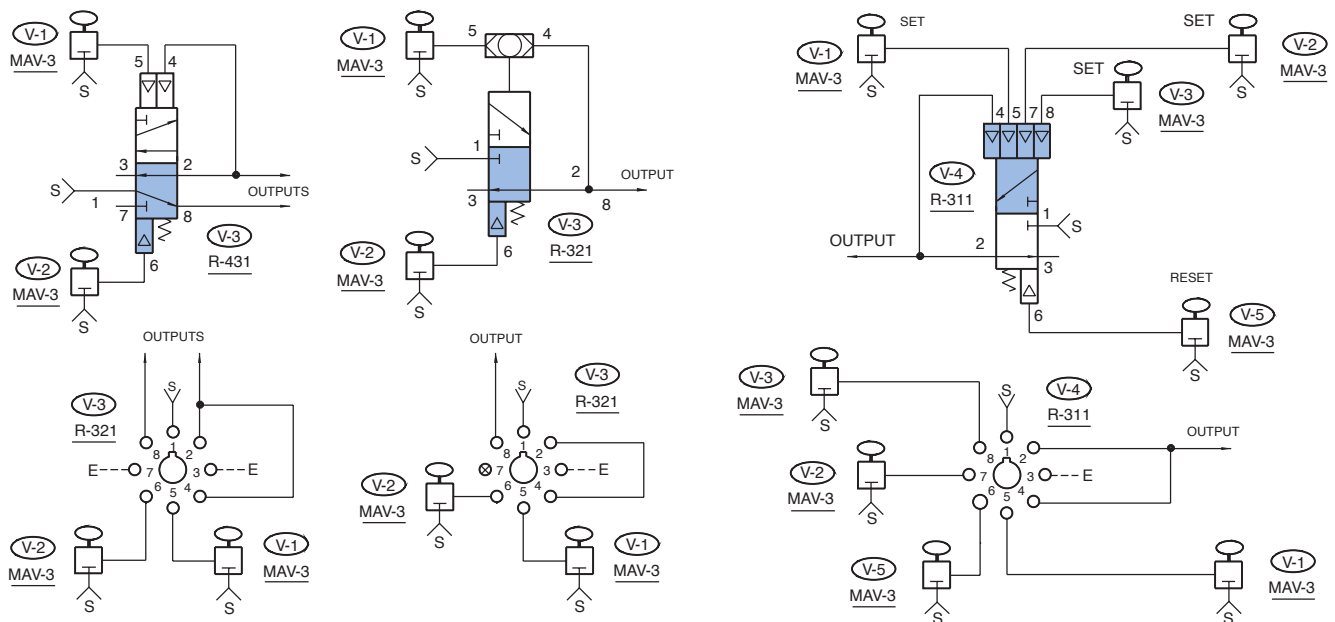 V-1
MAV-3
S
5 4
3 2
S
1
7 8
OUTPUTS
V-3
R-431
6
V-2
MAV-3
S
V-1
MAV-3
S
5 4
1
S
2
OUTPUT
3
8
V-3
R-321
6
V-2
MAV-3
S
SET
V-1
MAV-3
S
SET
V-2
MAV-3
S
SET
V-3
MAV-3
S
4 5 7 8
V-4
R-311
1
S
OUTPUT
2
3
6
RESET
V-5
MAV-3
S
OUTPUTS
V-3
R-321
S
1
8 2
E 7 3 E
6 4
5
V-2
MAV-3
S
V-1
MAV-3
S
OUTPUT
V-3
R-321
S
1
8 2
7 3 E
6 4
5
V-2
MAV-3
S
V-1
MAV-3
S
V-3
MAV-3
S
V-4
R-311
S
1
8 2
OUTPUT
7 3 E
6 4
5
V-2
MAV-3
S
V-5
MAV-3
S
V-1
MAV-3
S